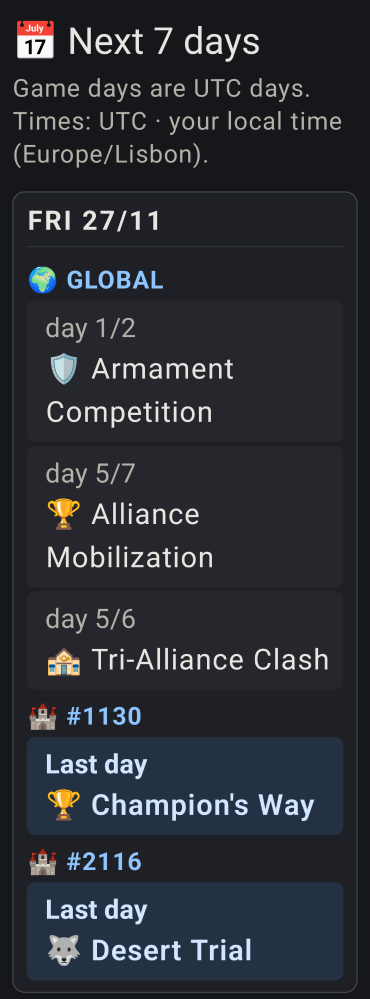 July
17
Next 7 days
Game days are UTC days.
Times: UTC · your local time
(Europe/Lisbon).
FRI 27/11
GLOBAL
day 1/2
Armament
Competition
day 5/7
Alliance
Mobilization
day 5/6
Tri-Alliance Clash
#1130
Last day
Champion's Way
#2116
Last day
Desert Trial